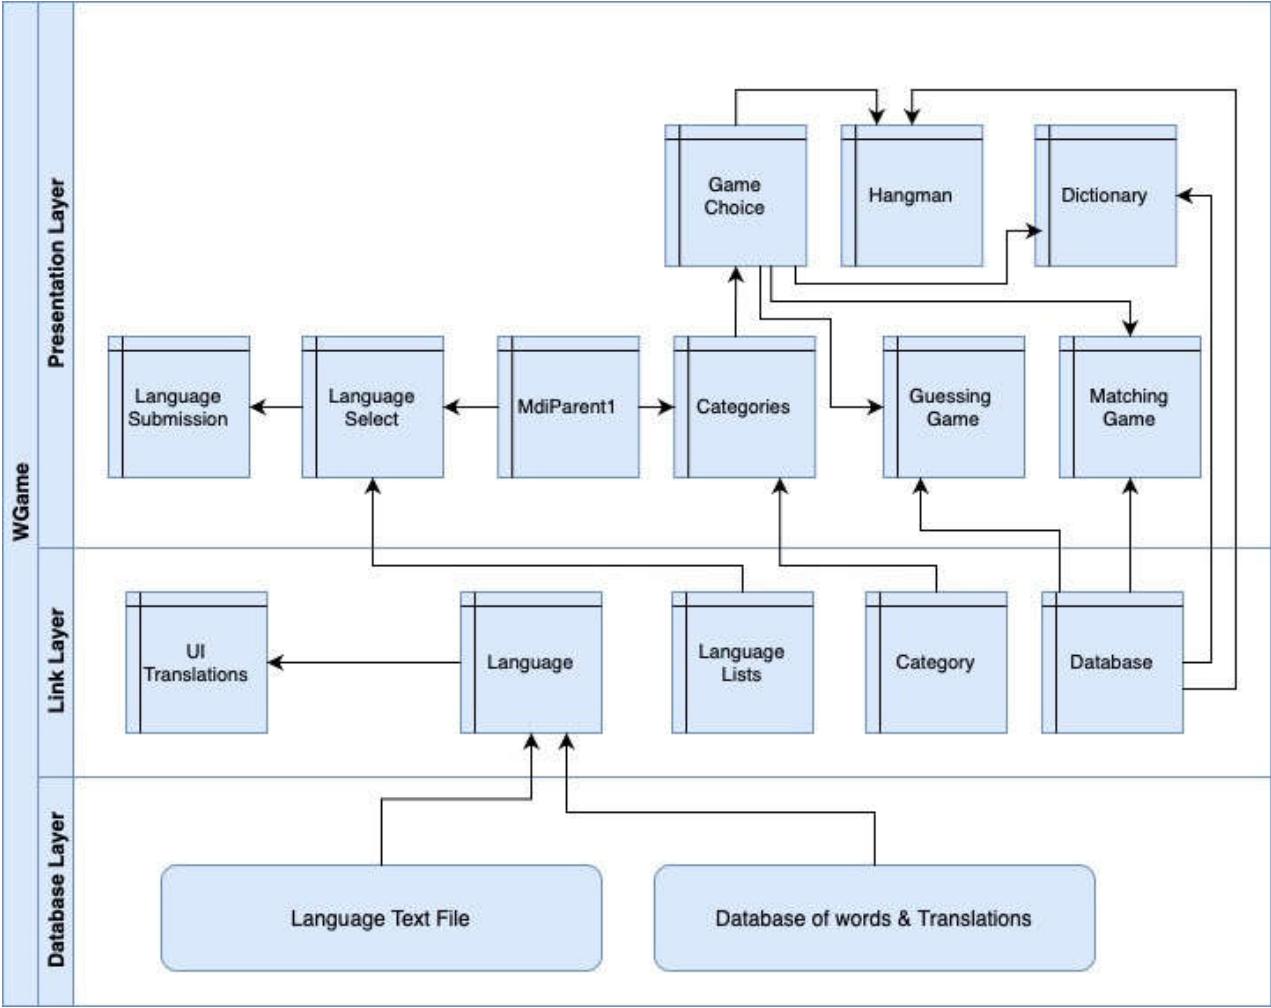 WGame
Presentation Layer
Game
Choice
Hangman
Dictionary
Language
Submission
Language
Select
MdiParent1
Categories
Guessing
Game
Matching
Game
Link Layer
UI
Translations
Language
Language
Lists
Category
Database
Database Layer
Language Text File
Database of words & Translations